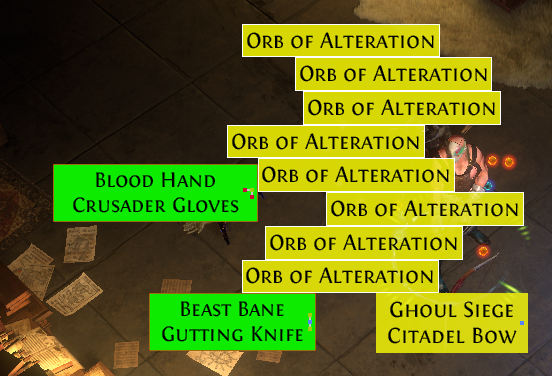 Orb of Alteration
Orb of Alteration
Orb of Alteration
Orb of Alteration
Orb of Alteration
Blood Hand
Crusader Gloves
Orb of Alteration
Orb of Alteration
Orb of Alteration
Beast Bane
Gutting Knife
Ghoul Siege
Citadel Bow